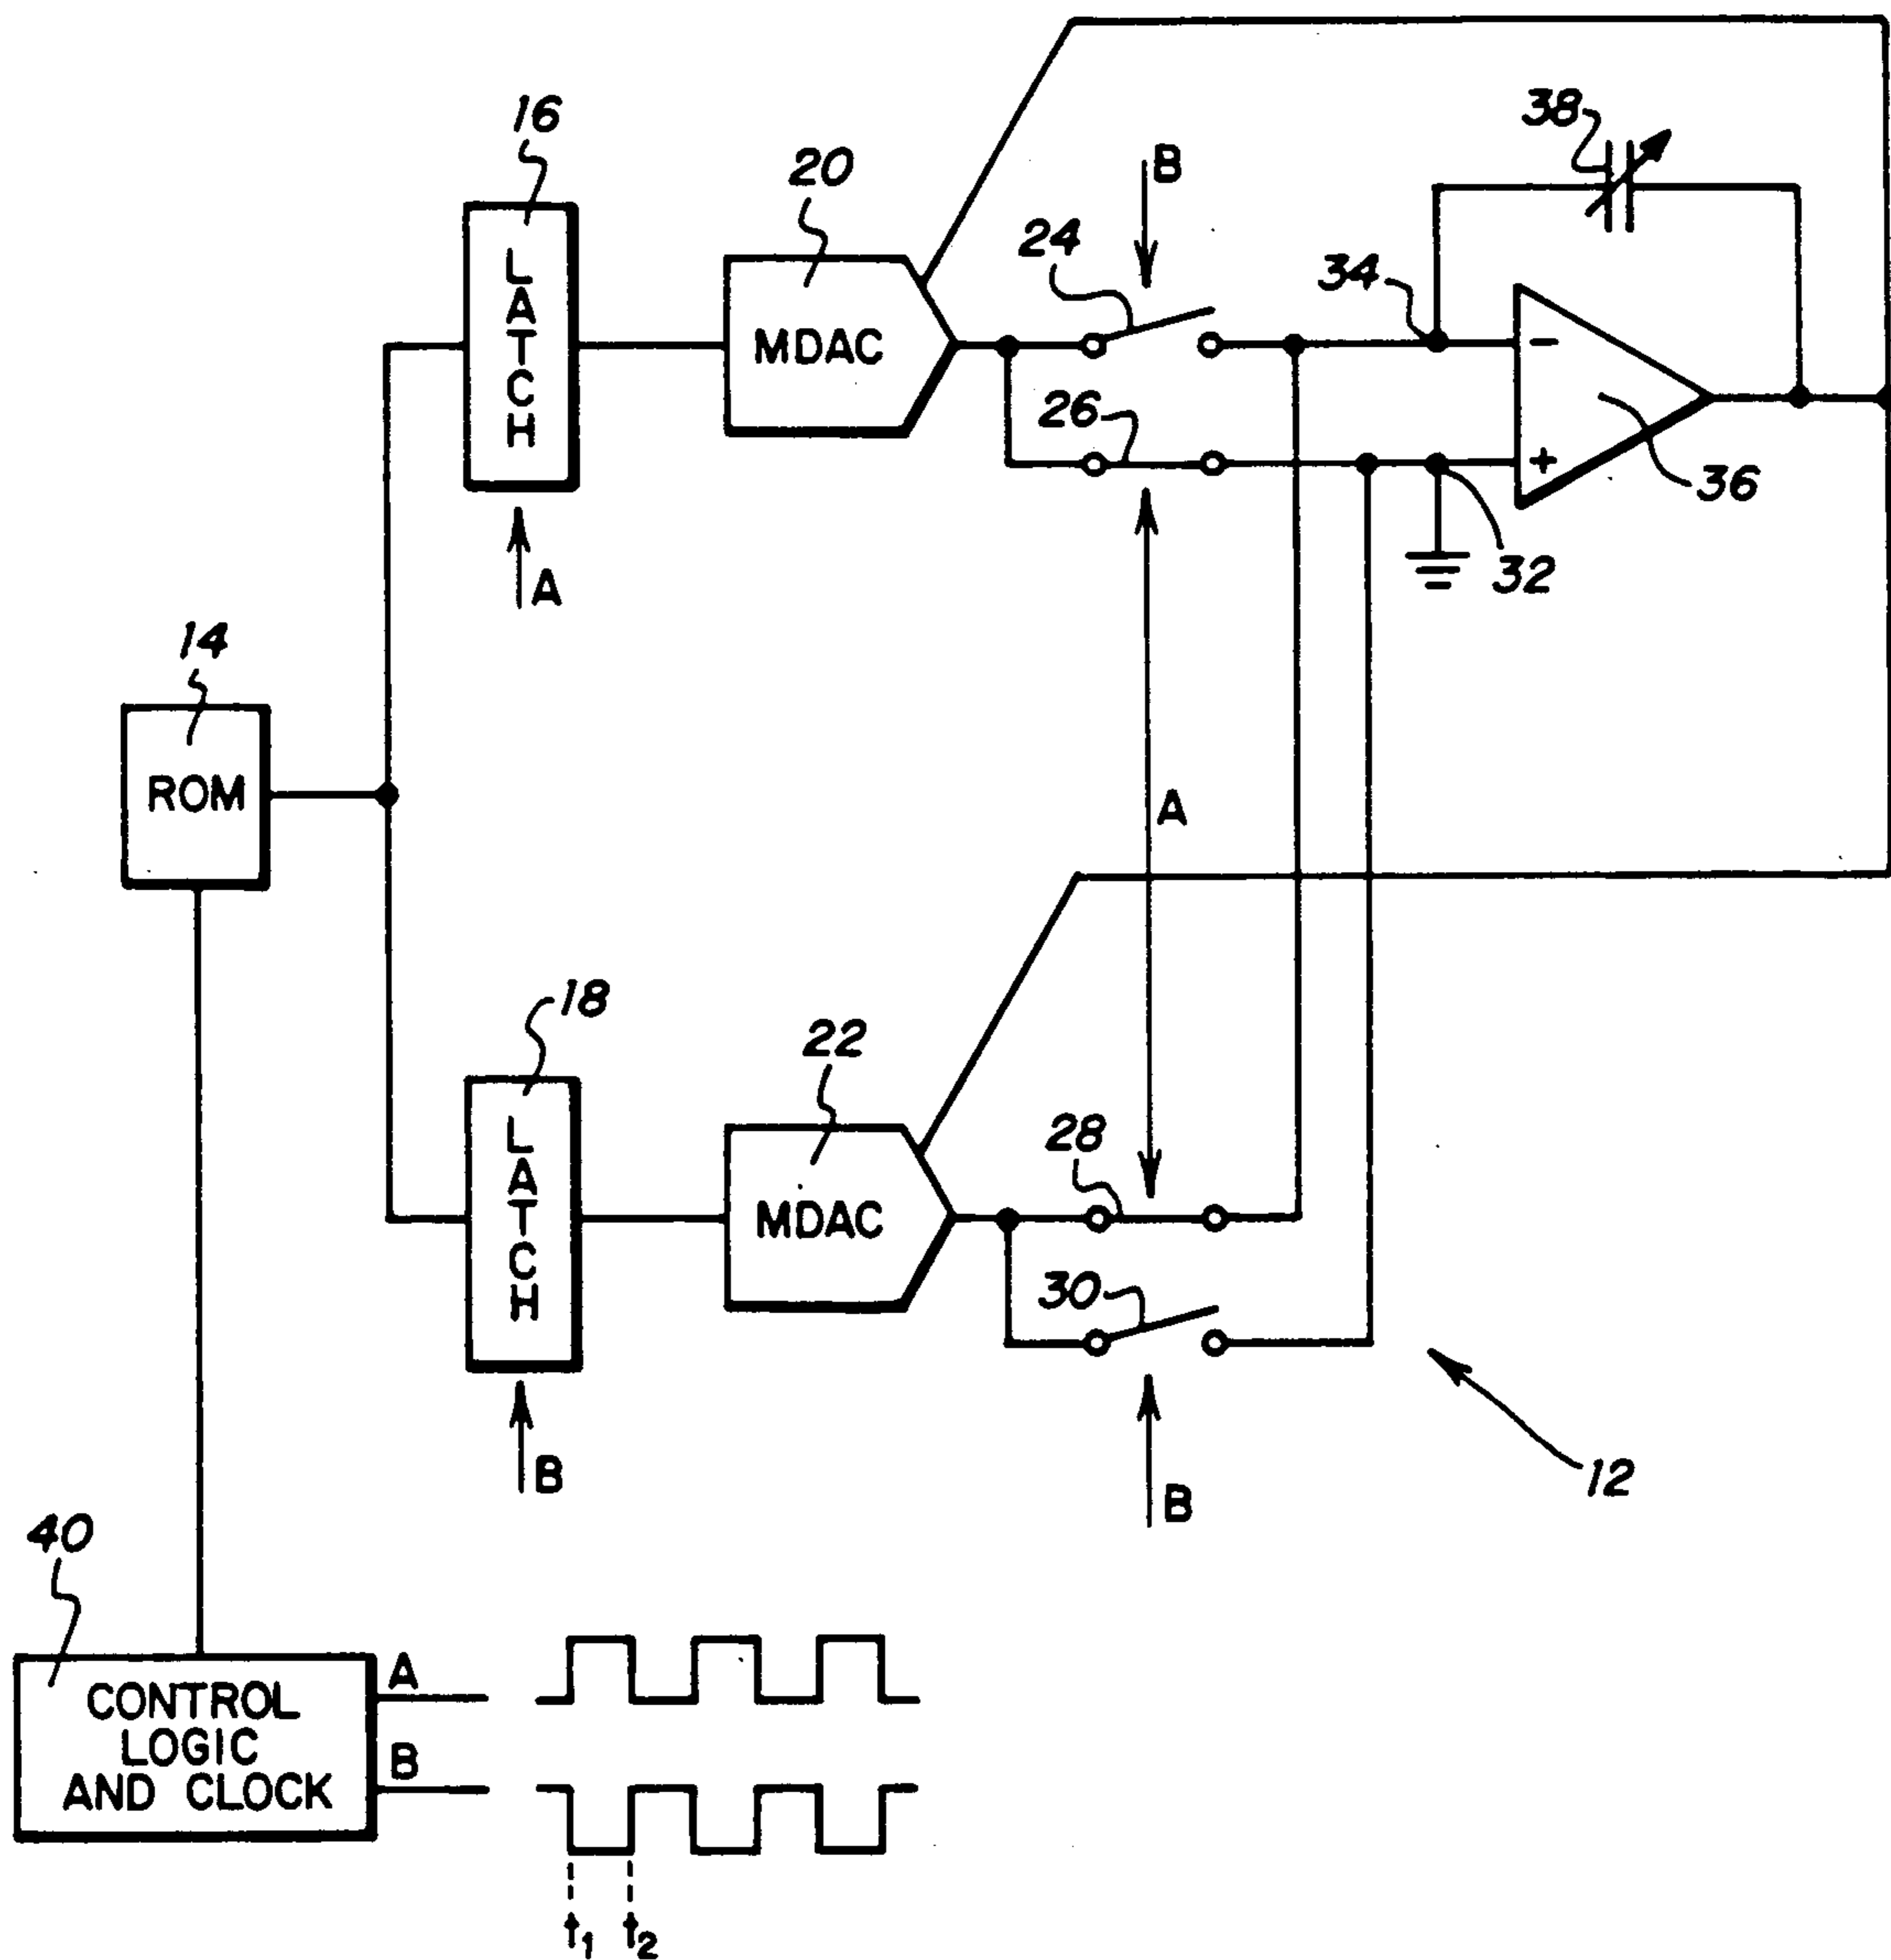 16
20
38
B
24
34
LATCH
MDAC
−
26
+
36
A
32
14
ROM
A
18
22
LATCH
MDAC
28
30
B
B
12
40
CONTROL
LOGIC
AND CLOCK
A
B
t₁ t₂